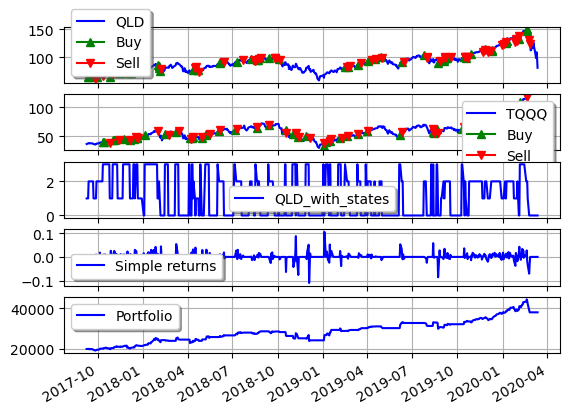 150
100
QLD
Buy
Sell
100
50
TQQQ
Buy
Sell
2
0
QLD_with_states
0.1
0.0
−0.1
Simple returns
40000
20000
Portfolio
2017-10
2018-01
2018-04
2018-07
2018-10
2019-01
2019-04
2019-07
2019-10
2020-01
2020-04